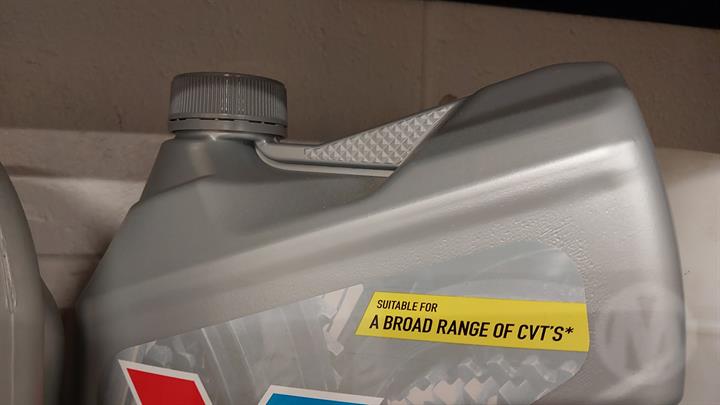 SUITABLE FOR
A BROAD RANGE OF CVT'S*